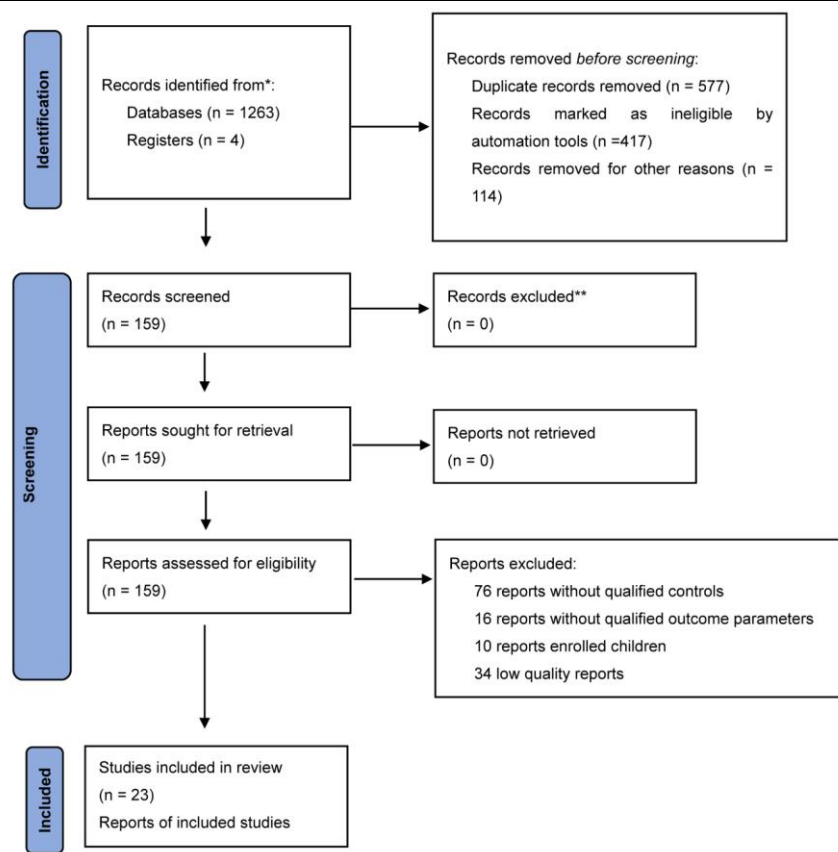 Identification
Records identified from*:
Databases (n = 1263)
Registers (n = 4)
Records removed before screening:
Duplicate records removed (n = 577)
Records marked as ineligible by
automation tools (n =417)
Records removed for other reasons (n =
114)
Screening
Records screened
(n = 159)
Records excluded**
(n = 0)
Reports sought for retrieval
(n = 159)
Reports not retrieved
(n = 0)
Reports assessed for eligibility
(n = 159)
Reports excluded:
76 reports without qualified controls
16 reports without qualified outcome parameters
10 reports enrolled children
34 low quality reports
Included
Studies included in review
(n = 23)
Reports of included studies